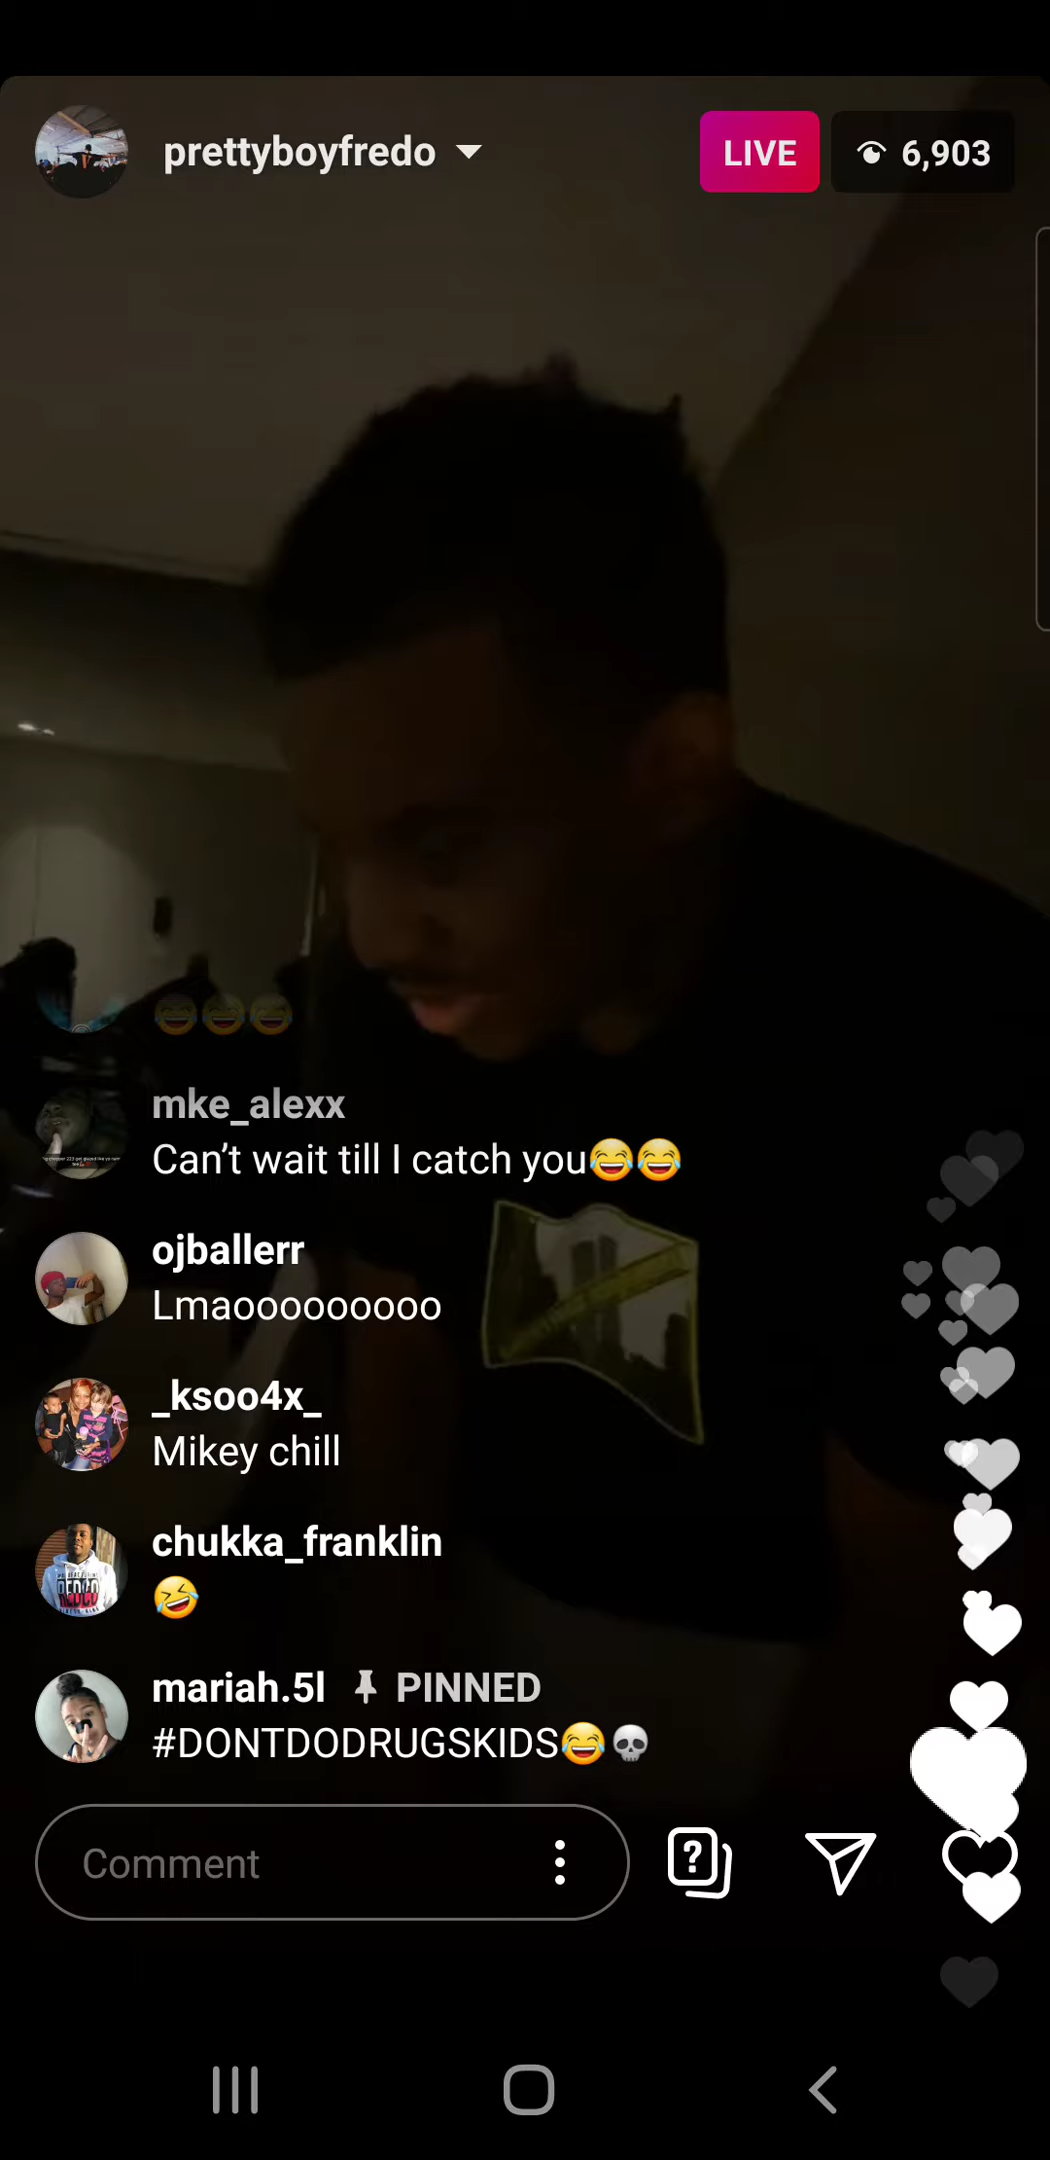 prettyboyfredo
LIVE
6,903
😂😂😂
mke_alexx
Can’t wait till I catch you😂😂
ojballerr
Lmaoooooooooo
_ksoo4x_
Mikey chill
chukka_franklin
🤣
mariah.5l PINNED
#DONTDODRUGSKIDS😂💀
Comment